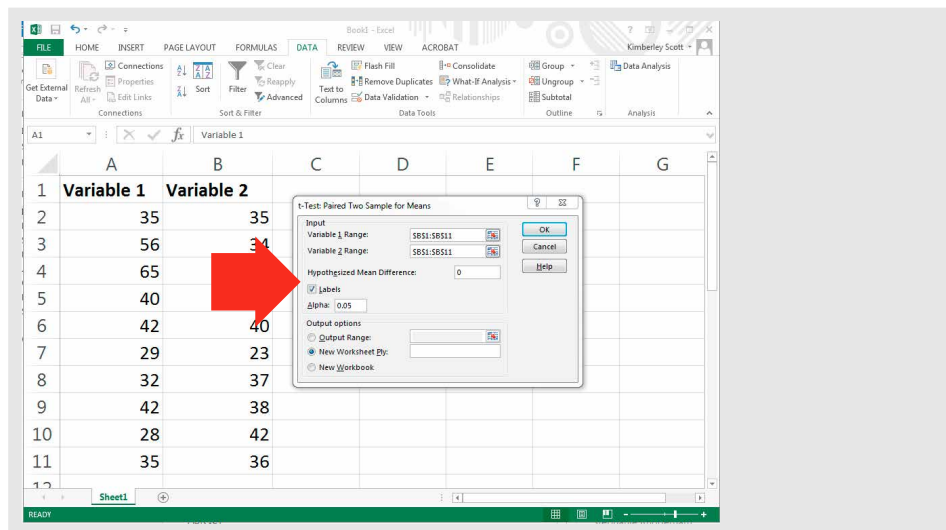 Book1 - Excel
FILE HOME INSERT PAGE LAYOUT FORMULAS DATA REVIEW VIEW ACROBAT Kimberley Scott
Get External Data
Refresh All
Connections
Properties
Edit Links
Connections
Sort
Filter
Clear
Reapply
Advanced
Sort & Filter
Text to Columns
Flash Fill
Remove Duplicates
Data Validation
Consolidate
What-If Analysis
Relationships
Data Tools
Group
Ungroup
Subtotal
Outline
Data Analysis
Analysis
A1 fx Variable 1
A B C D E F G
1 Variable 1 Variable 2
2 35 35
3 56 34
4 65
5 40
6 42 40
7 29 23
8 32 37
9 42 38
10 28 42
11 35 36
12
t-Test: Paired Two Sample for Means
Input
Variable 1 Range: $B$1:$B$11
Variable 2 Range: $B$1:$B$11
Hypothesized Mean Difference: 0
Labels
Alpha: 0.05
Output options
Output Range:
New Worksheet Ply:
New Workbook
OK
Cancel
Help
Sheet1
READY